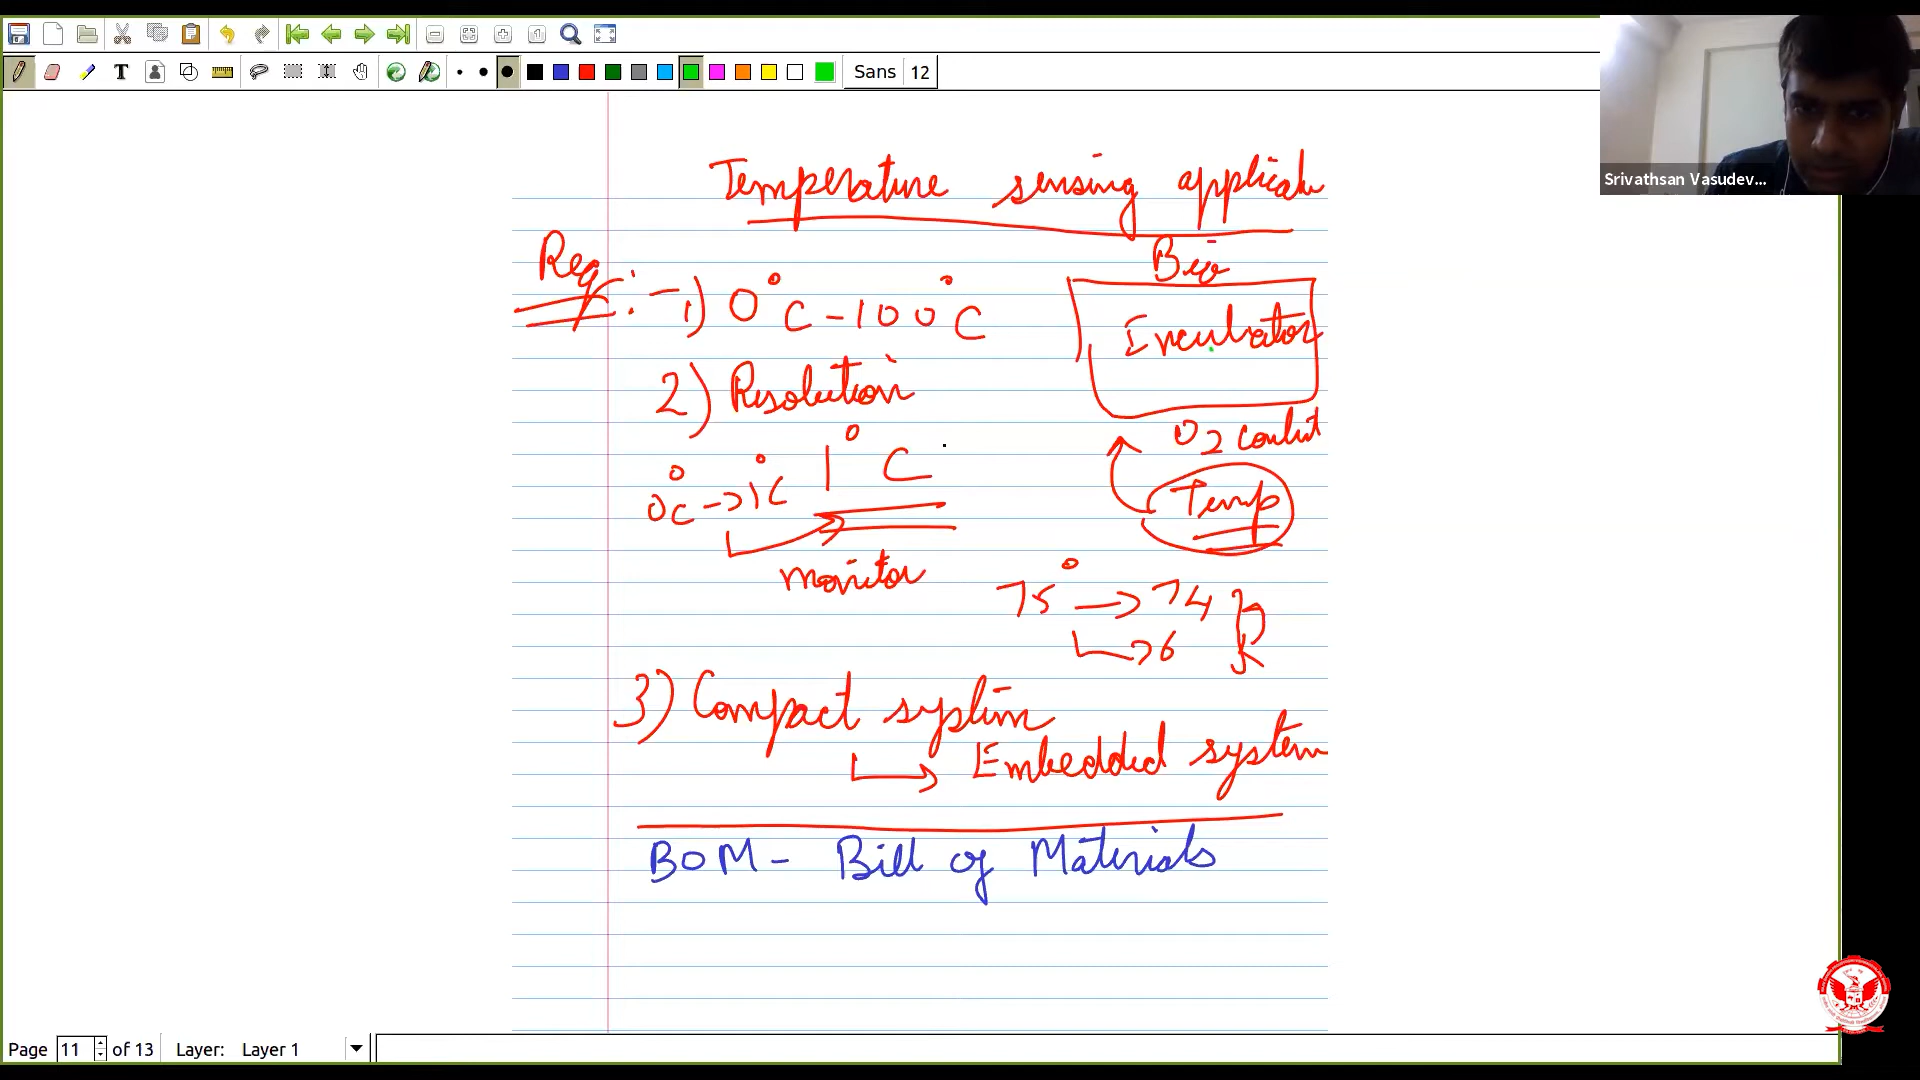 Sans 12
Srivathsan Vasudev...
Temperature sensing applicatn
Req :- 1) 0°C - 100°C
Bio
Incubator
2) Resolution
1°C
0°C → 1°C
monitor
O2 content
Temp
75° → 74
→ 76
3) Compact system
→ Embedded system
BOM - Bill of Materials
Page 11 of 13 Layer: Layer 1